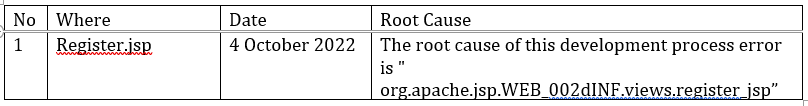 No Where Date Root Cause
1 Register.jsp 4 October 2022 The root cause of this development process error
is "
org.apache.jsp.WEB_002dINF.views.register_jsp”